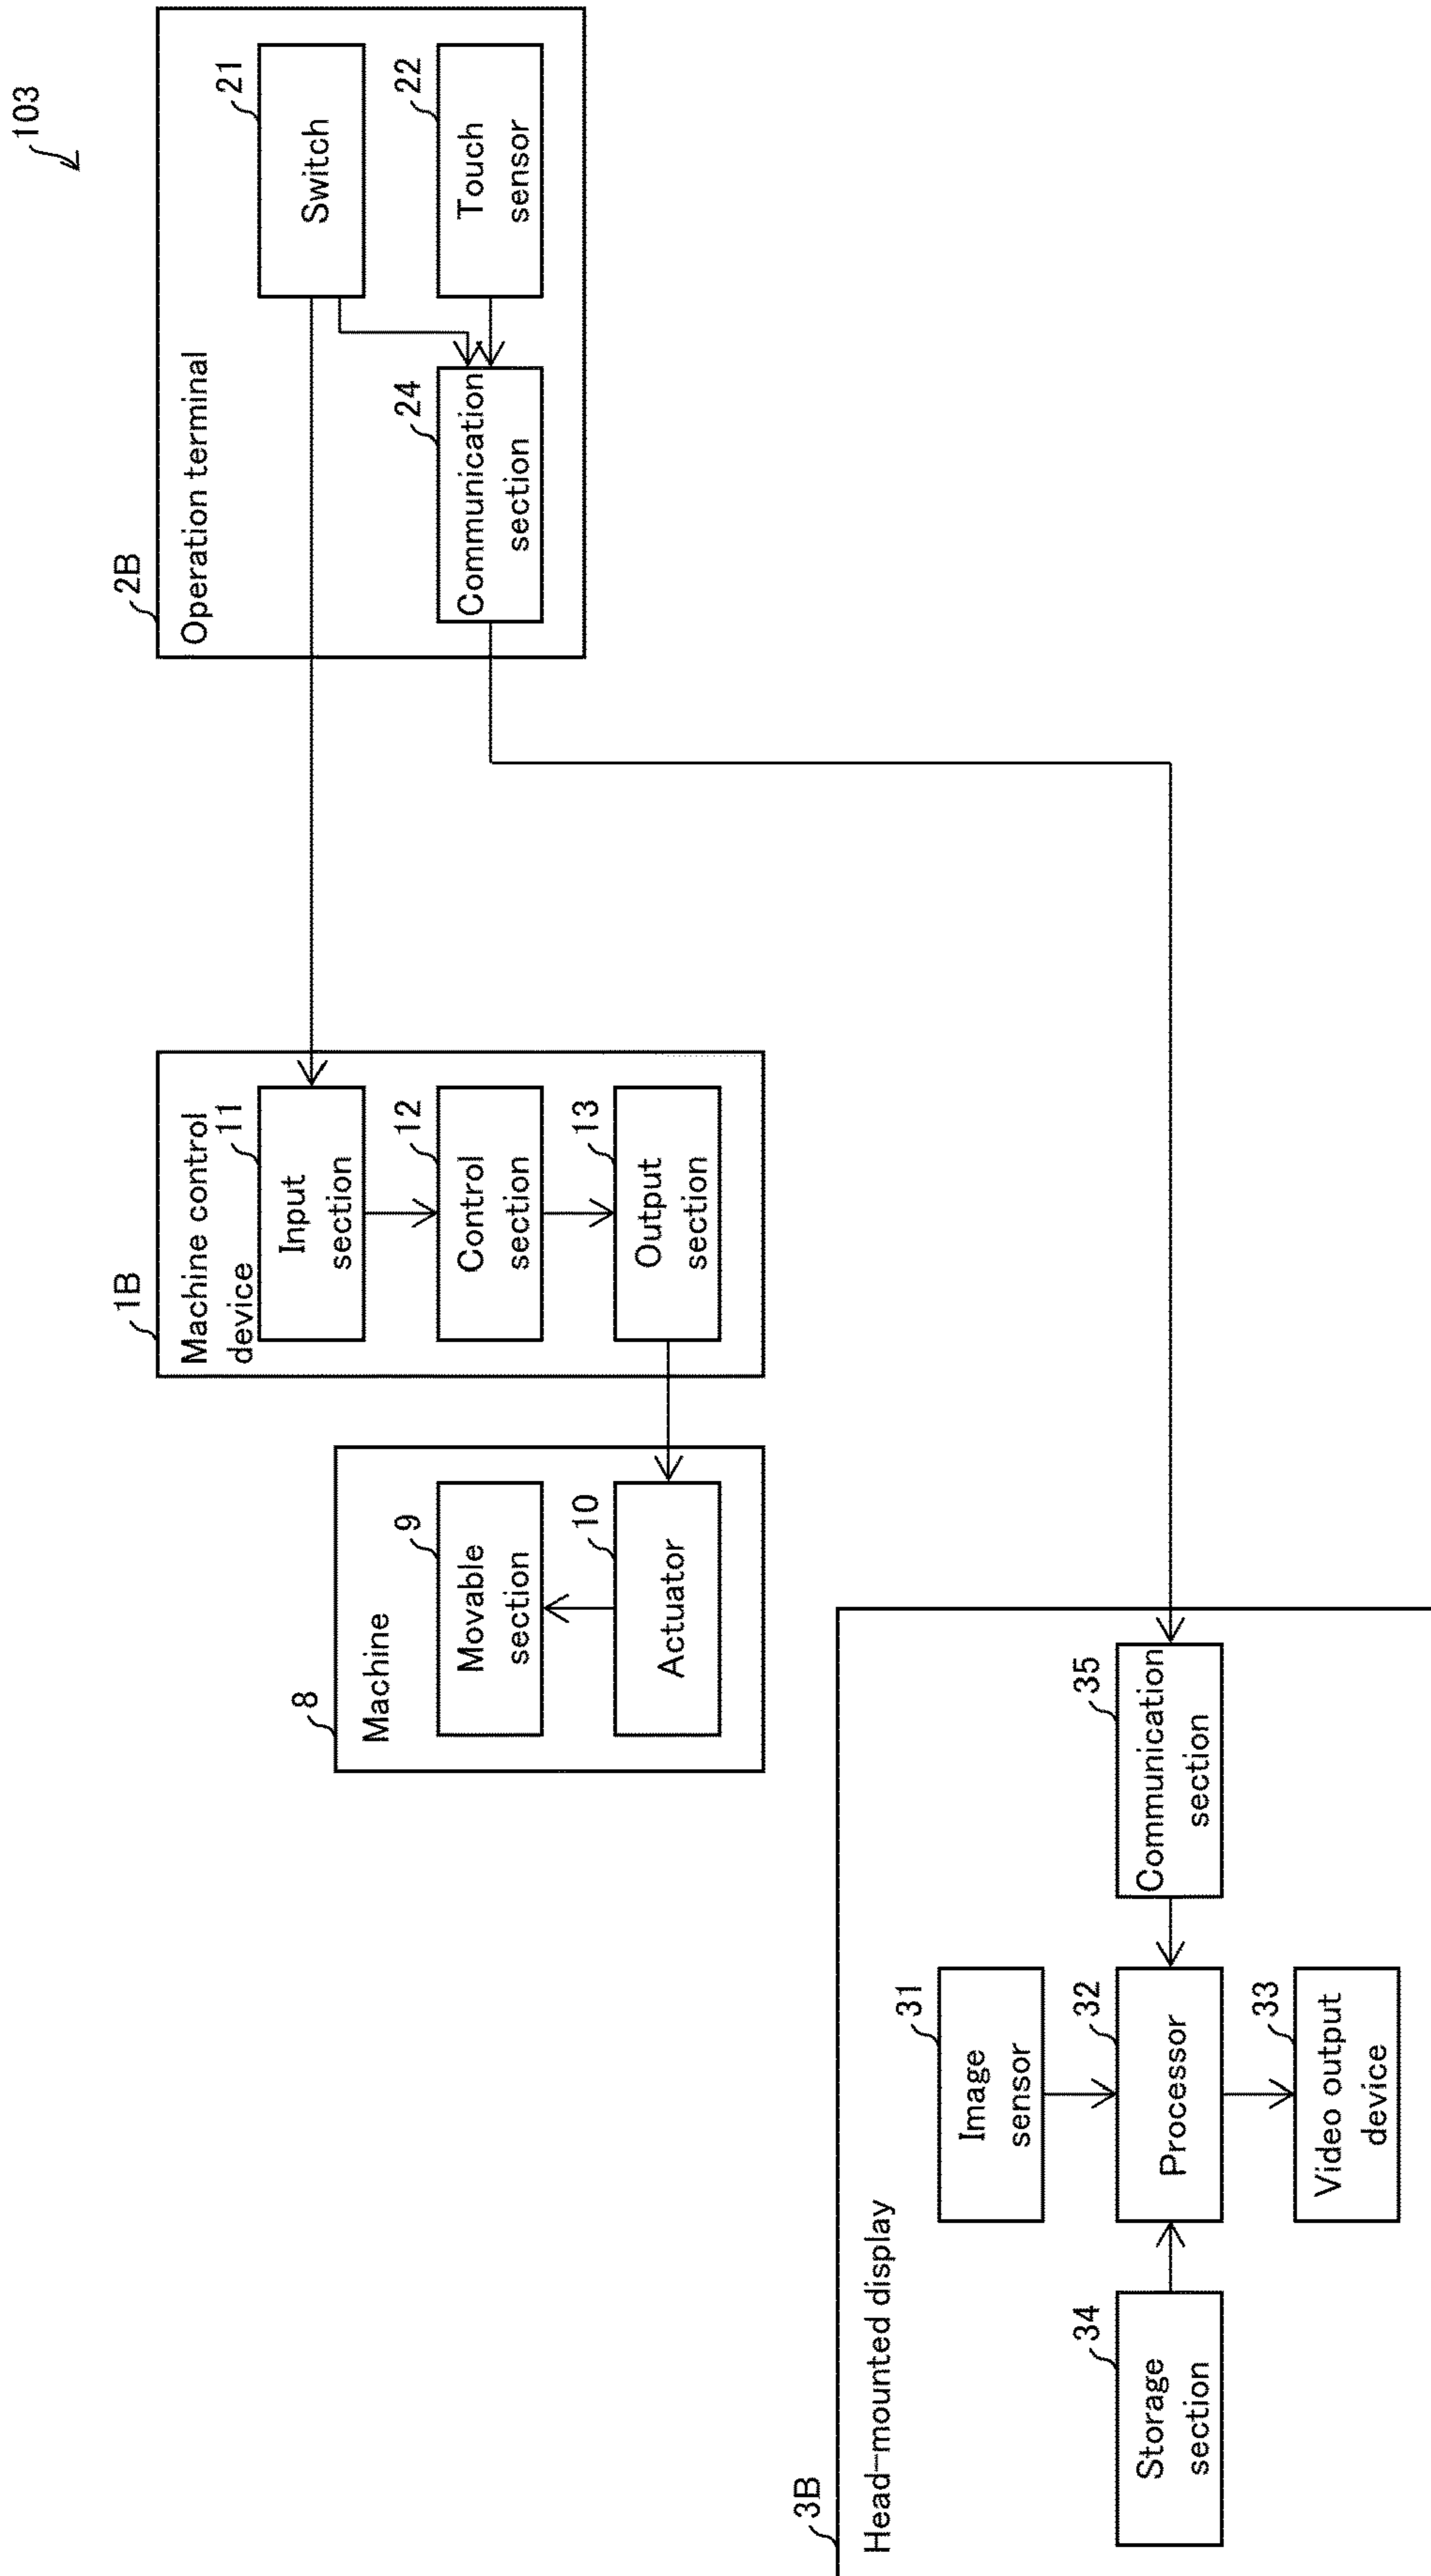 103
2B
Operation terminal
21
Switch
22
Touch
sensor
24
Communication
section
1B
Machine control
device
11
Input
section
12
Control
section
13
Output
section
8
Machine
9
Movable
section
10
Actuator
3B
Head-mounted display
31
Image
sensor
34
Storage
section
32
Processor
35
Communication
section
33
Video output
device